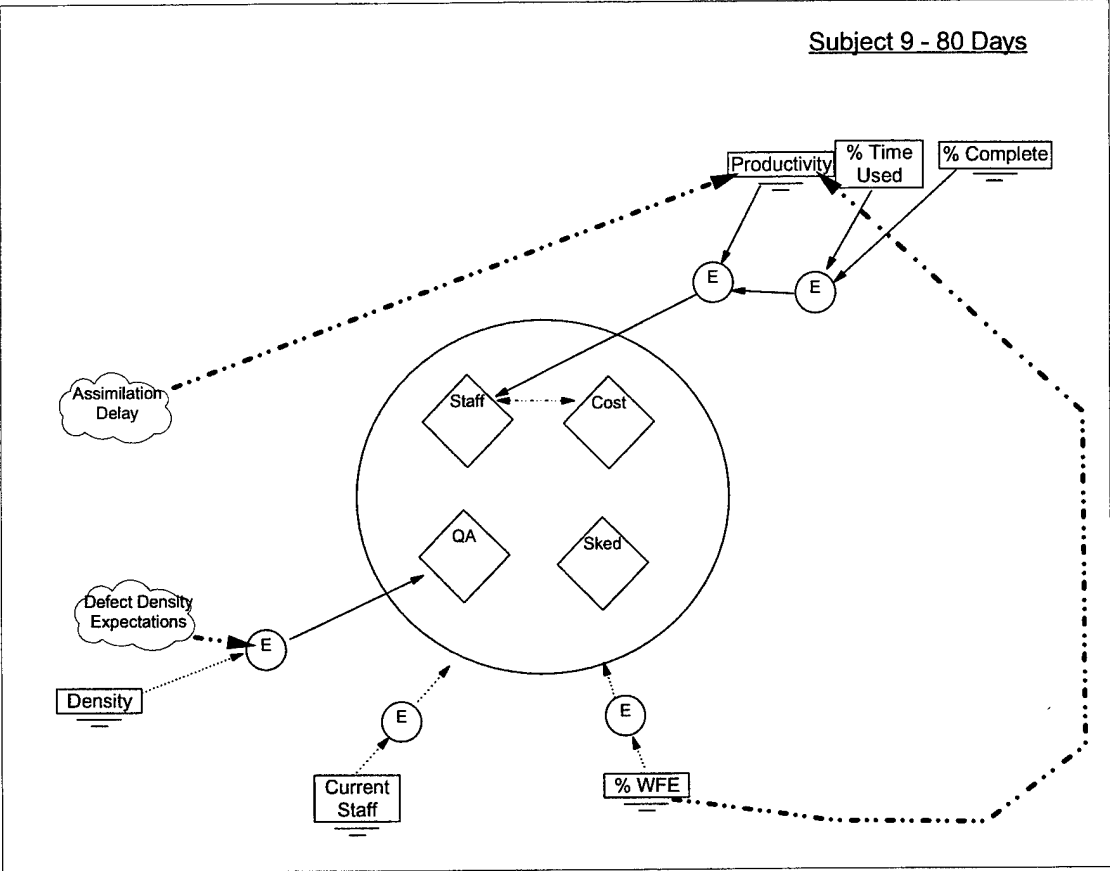 Subject 9 - 80 Days
Productivity
% Time
Used
% Complete
E
E
Assimilation
Delay
Staff
Cost
QA
Sked
Defect Density
Expectations
E
Density
E
E
Current
Staff
% WFE